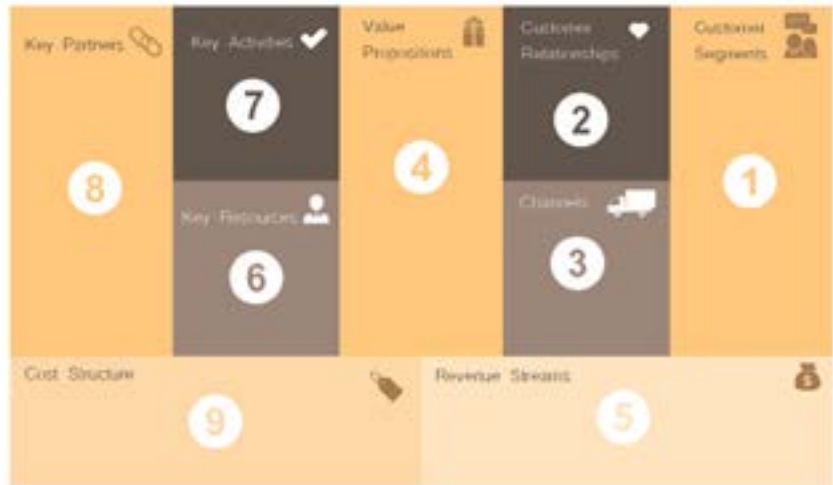 Key Partners
8
Key Activities
7
Key Resources
6
Value
Propositions
4
Customer
Relationships
2
Channels
3
Customer
Segments
1
Cost Structure
9
Revenue Streams
5
$